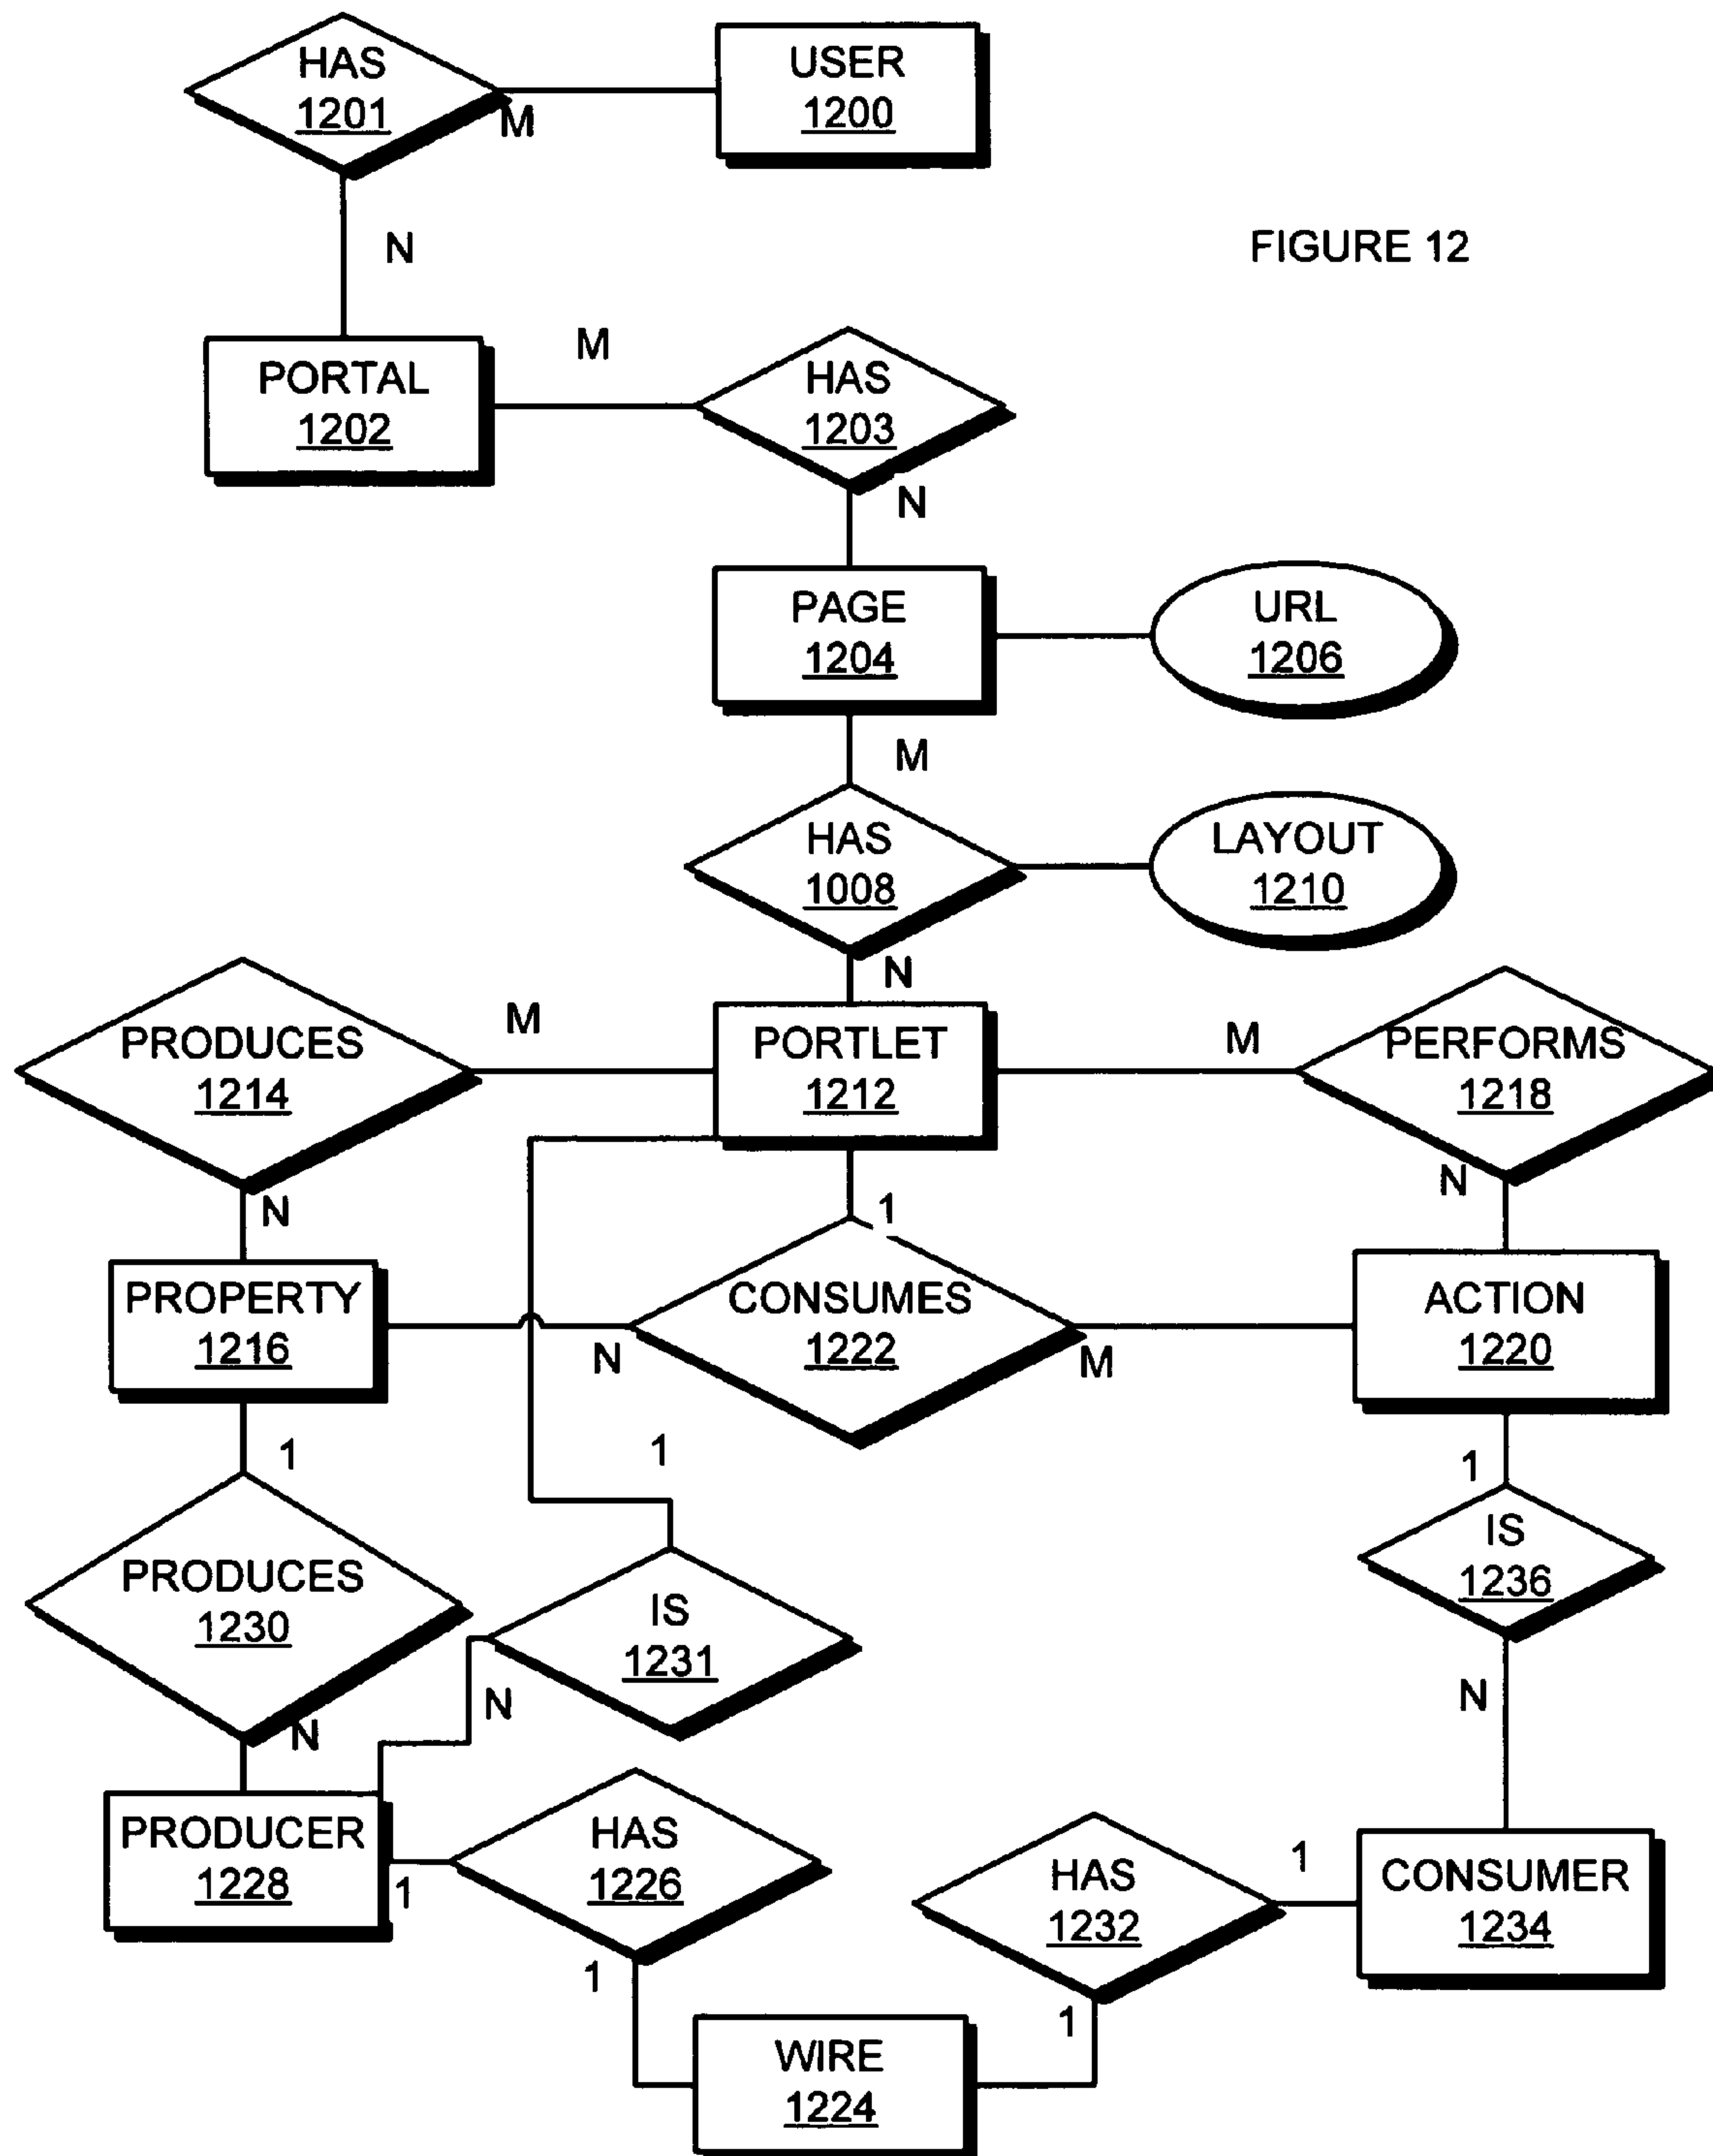 HAS
1201
USER
1200
M
N
FIGURE 12
PORTAL
1202
M
HAS
1203
N
PAGE
1204
URL
1206
M
HAS
1008
LAYOUT
1210
N
PRODUCES
1214
M
PORTLET
1212
M
PERFORMS
1218
N
1
N
PROPERTY
1216
N
CONSUMES
1222
M
ACTION
1220
1
1
1
PRODUCES
1230
IS
1231
IS
1236
N
N
N
PRODUCER
1228
1
HAS
1226
HAS
1232
1
CONSUMER
1234
1
1
WIRE
1224